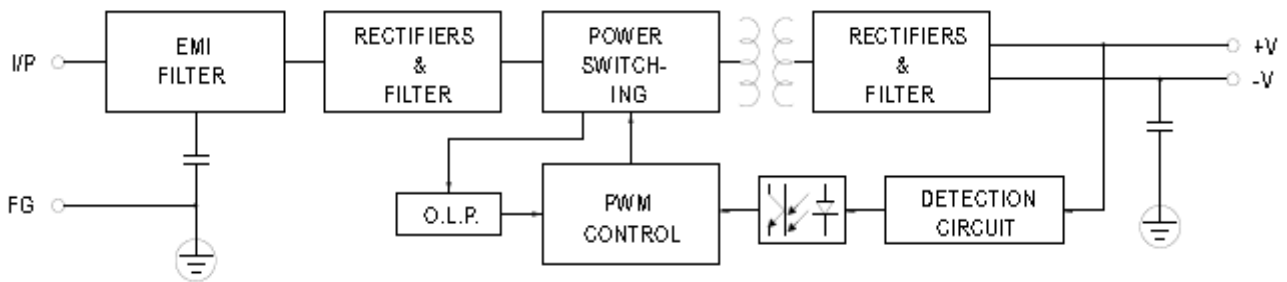 I/P
EMI
FILTER
RECTIFIERS
&
FILTER
POWER
SWITCH-
ING
RECTIFIERS
&
FILTER
+V
-V
FG
O.L.P.
PWM
CONTROL
DETECTION
CIRCUIT